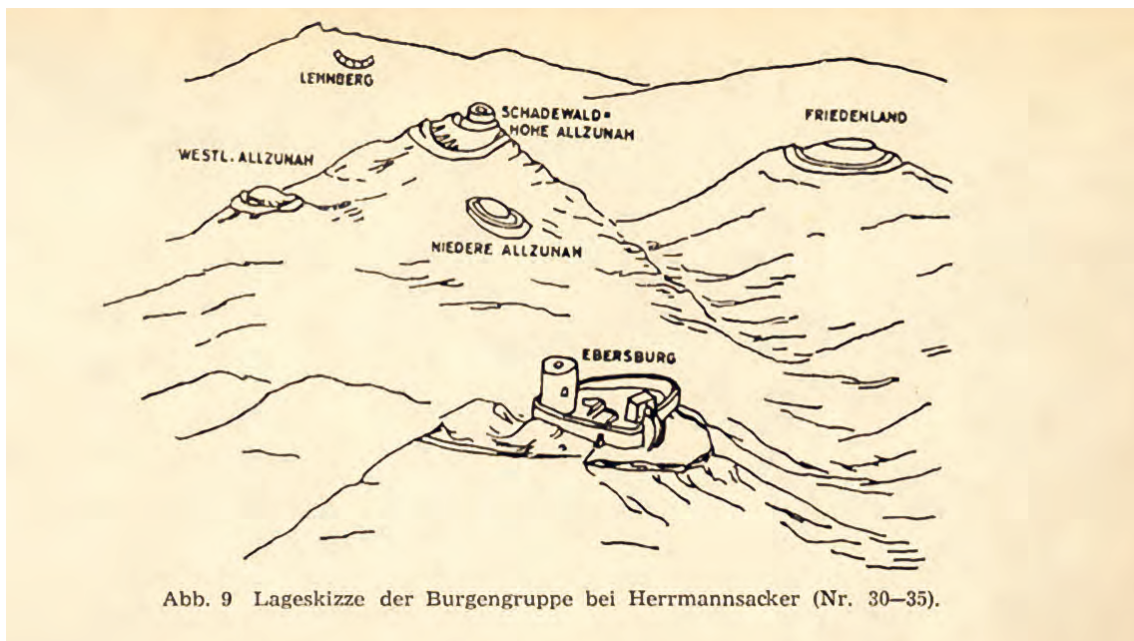 LEHNBERG
SCHADEWALD=
HOHE ALLZUNAH
FRIEDENLAND
WESTL. ALLZUNAH
NIEDERE ALLZUNAH
EBERSBURG
Abb. 9 Lageskizze der Burgengruppe bei Herrmannsacker (Nr. 30—35).